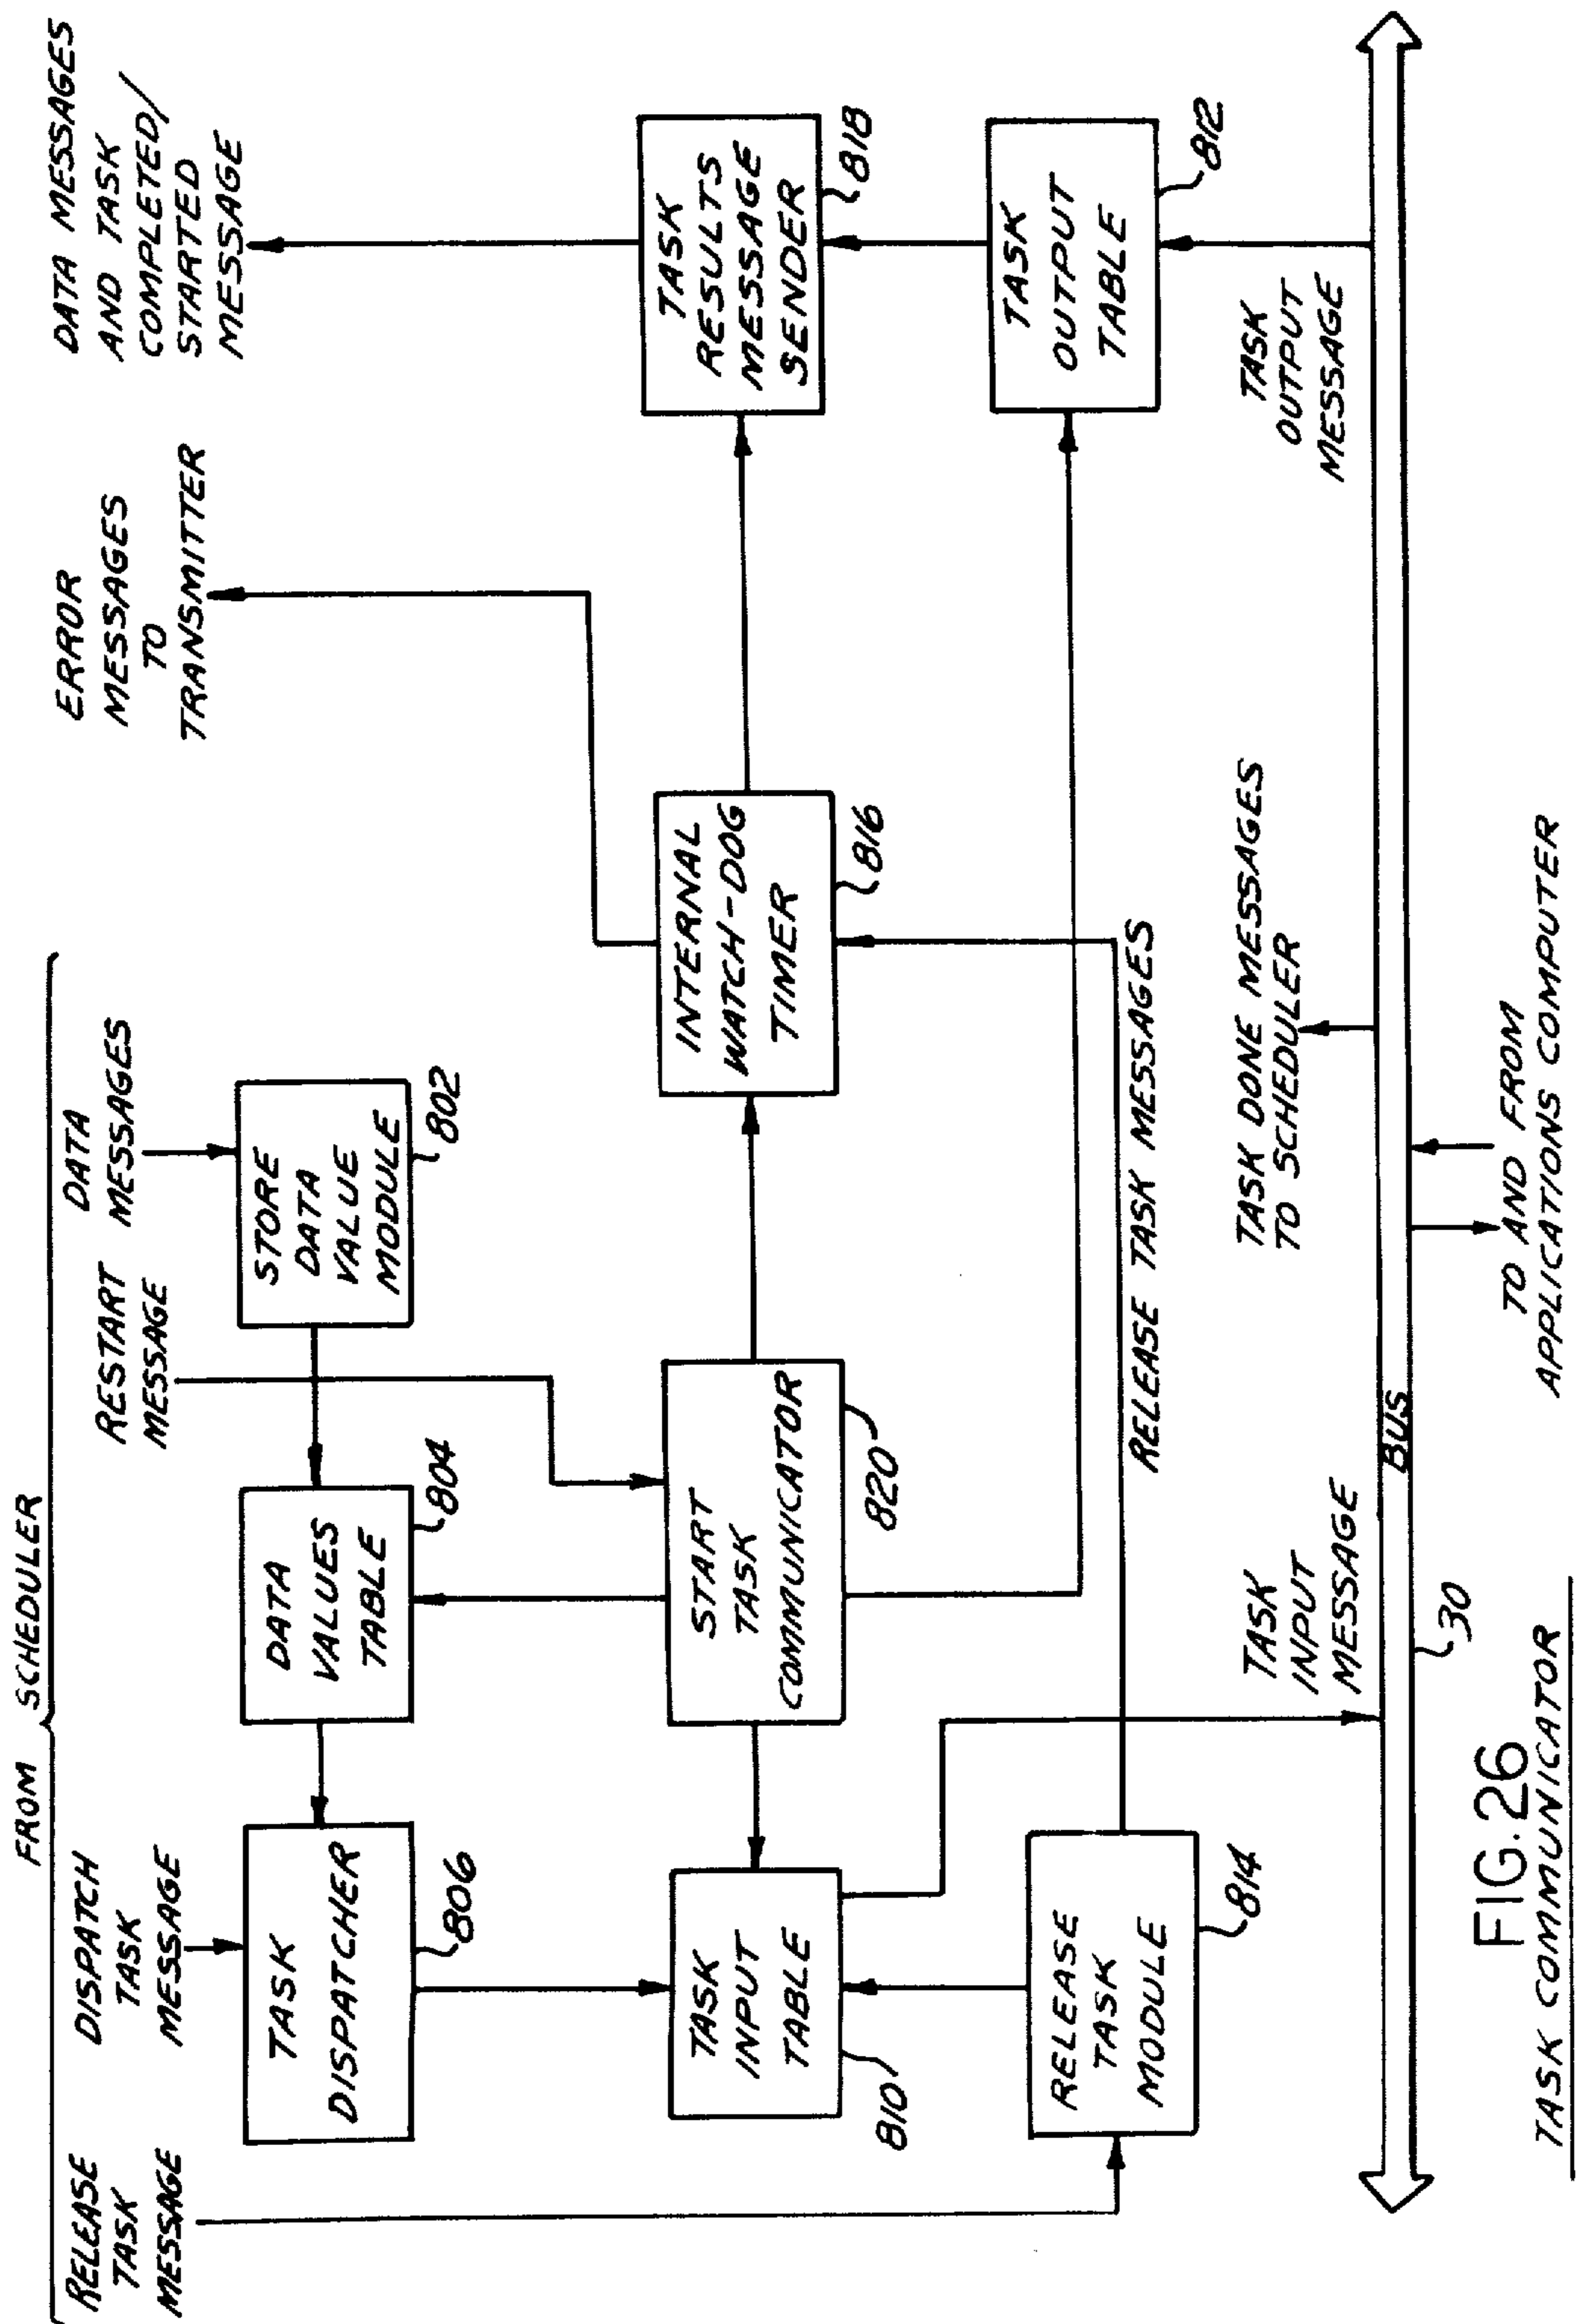 FROM SCHEDULER
RELEASE
TASK
MESSAGE
DISPATCH
TASK
MESSAGE
RESTART
MESSAGE
DATA
MESSAGES
ERROR
MESSAGES
TO
TRANSMITTER
DATA MESSAGES
AND TASK
COMPLETED/
STARTED
MESSAGE
TASK
DISPATCHER
806
DATA
VALUES
TABLE
804
STORE
DATA
VALUE
MODULE
802
TASK
INPUT
TABLE
810
START
TASK
COMMUNICATOR
820
INTERNAL
WATCH-DOG
TIMER
816
TASK
RESULTS
MESSAGE
SENDER
818
RELEASE
TASK
MODULE
814
RELEASE TASK MESSAGES
TASK
OUTPUT
TABLE
812
TASK
INPUT
MESSAGE
TASK DONE MESSAGES
TO SCHEDULER
TASK
OUTPUT
MESSAGE
BUS
30
TO AND FROM
APPLICATIONS COMPUTER
FIG. 26
TASK COMMUNICATOR